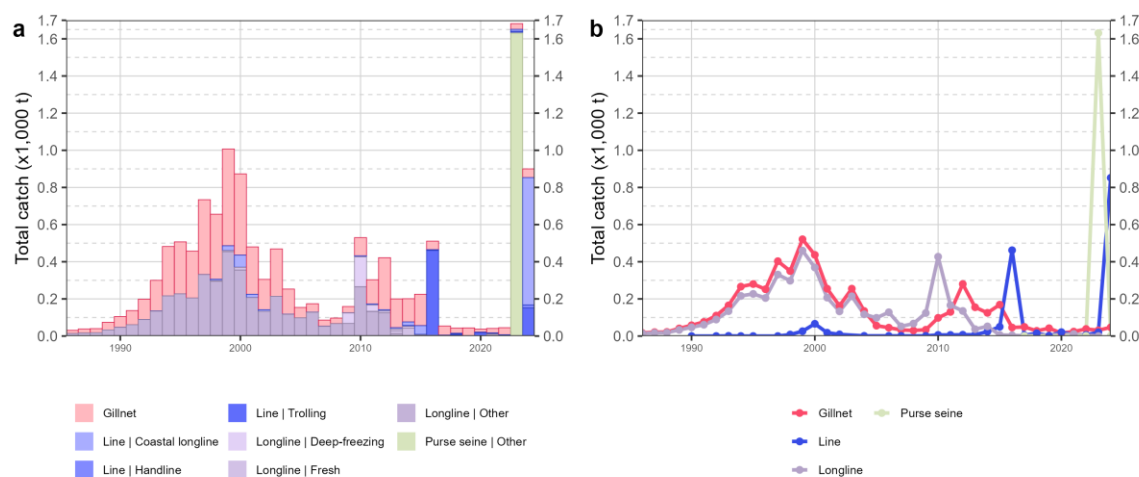 a
Total catch (x1,000 t)
1.7
1.6
1.4
1.2
1.0
0.8
0.6
0.4
0.2
0.0
1.7
1.6
1.4
1.2
1.0
0.8
0.6
0.4
0.2
0.0
1990 2000 2010 2020
Gillnet
Line | Coastal longline
Line | Handline
Line | Trolling
Longline | Deep-freezing
Longline | Fresh
Longline | Other
Purse seine | Other
b
Total catch (x1,000 t)
1.7
1.6
1.4
1.2
1.0
0.8
0.6
0.4
0.2
0.0
1.7
1.6
1.4
1.2
1.0
0.8
0.6
0.4
0.2
0.0
1990 2000 2010 2020
Gillnet
Line
Longline
Purse seine